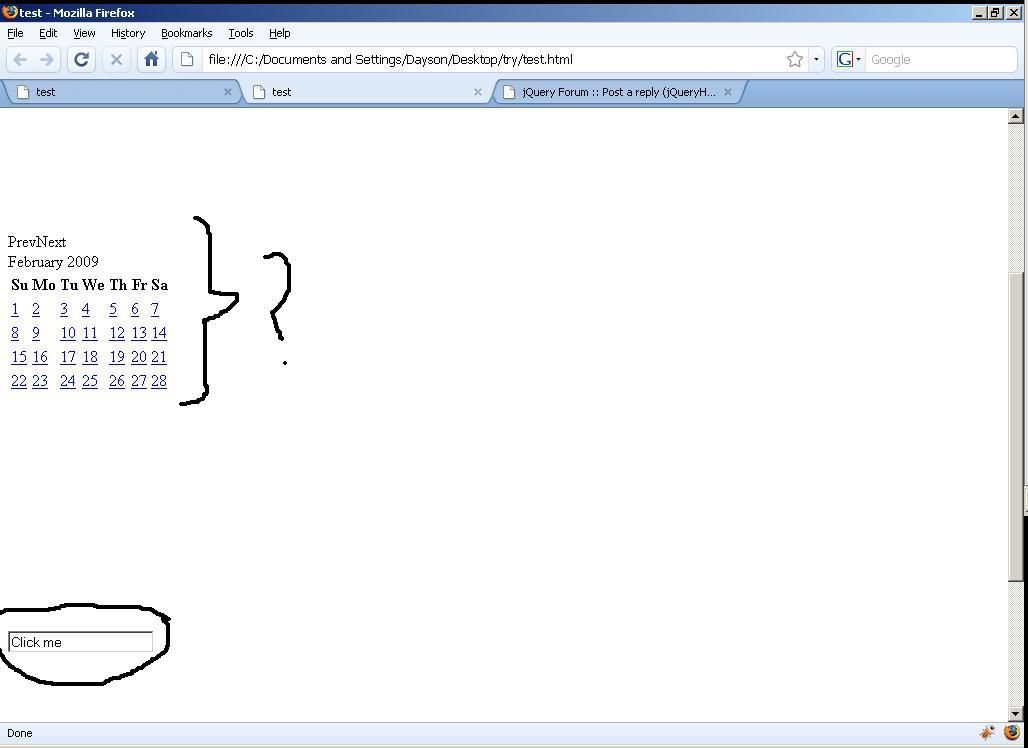 test - Mozilla Firefox
File Edit View History Bookmarks Tools Help
file:///C:/Documents and Settings/Dayson/Desktop/try/test.html
G Google
test
test
jQuery Forum :: Post a reply (jQueryH...
PrevNext
February 2009
Su Mo Tu We Th Fr Sa
1 2 3 4 5 6 7
8 9 10 11 12 13 14
15 16 17 18 19 20 21
22 23 24 25 26 27 28
?
Click me
Done